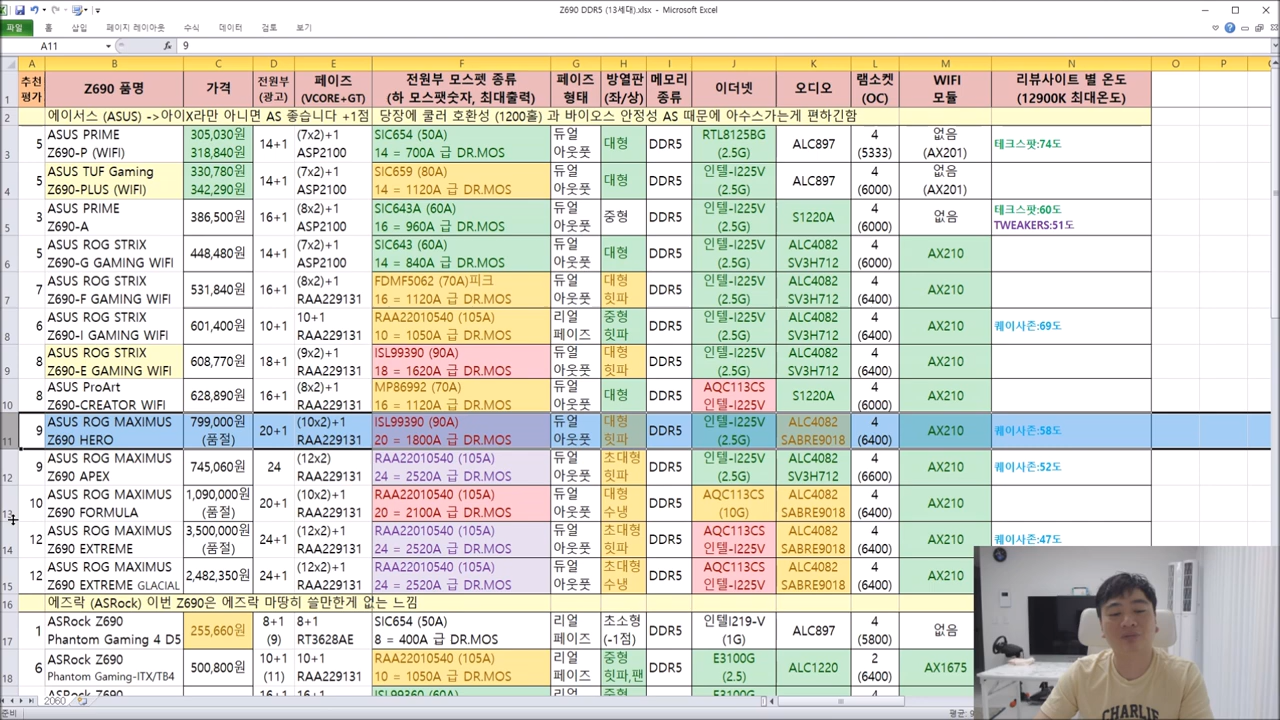 Z690 DDR5 (13세대).xlsx - Microsoft Excel
파일 홈 삽입 페이지 레이아웃 수식 데이터 검토 보기
A11 fx 9
A B C D E F G H I J K L M N O P Q
1 추천 평가 Z690 품명 가격 전원부 (광고) 페이즈 (VCORE+GT) 전원부 모스펫 종류 (하 모스팻숫자, 최대출력) 페이즈 형태 방열판 (좌/상) 메모리 종류 이더넷 오디오 램소켓 (OC) WIFI 모듈 리뷰사이트 별 온도 (12900K 최대온도)
2 에이서스 (ASUS) ->아이X라만 아니면 AS 좋습니다 +1점 당장에 쿨러 호환성 (1200홀) 과 바이오스 안정성 AS 때문에 아수스가는게 편하긴함
3 5 ASUS PRIME Z690-P (WIFI) 305,030원 318,840원 14+1 (7x2)+1 ASP2100 SIC654 (50A) 14 = 700A 급 DR.MOS 듀얼 아웃풋 대형 DDR5 RTL8125BG (2.5G) ALC897 4 (5333) 없음 (AX201) 테크스팟:74도
4 5 ASUS TUF Gaming Z690-PLUS (WIFI) 330,780원 342,290원 14+1 (7x2)+1 ASP2100 SIC659 (80A) 14 = 1120A 급 DR.MOS 듀얼 아웃풋 대형 DDR5 인텔-I225V (2.5G) ALC897 4 (6000) 없음 (AX201)
5 3 ASUS PRIME Z690-A 386,500원 16+1 (8x2)+1 ASP2100 SIC643A (60A) 16 = 960A 급 DR.MOS 듀얼 아웃풋 중형 DDR5 인텔-I225V (2.5G) S1220A 4 (6000) 없음 테크스팟:60도 TWEAKERS:51도
6 5 ASUS ROG STRIX Z690-G GAMING WIFI 448,480원 14+1 (7x2)+1 ASP2100 SIC643 (60A) 14 = 840A 급 DR.MOS 듀얼 아웃풋 대형 DDR5 인텔-I225V (2.5G) ALC4082 SV3H712 4 (6000) AX210
7 5 ASUS ROG STRIX Z690-F GAMING WIFI 531,840원 16+1 (8x2)+1 RAA229131 FDMF5062 (70A)피크 16 = 1120A 급 DR.MOS 듀얼 아웃풋 대형 힛파 DDR5 인텔-I225V (2.5G) ALC4082 SV3H712 4 (6400) AX210
8 6 ASUS ROG STRIX Z690-I GAMING WIFI 601,400원 10+1 10+1 RAA229131 RAA22010540 (105A) 10 = 1050A 급 DR.MOS 리얼 페이즈 중형 힛파 DDR5 인텔-I225V (2.5G) ALC4082 SV3H712 4 (6400) AX210 퀘이사존:69도
9 8 ASUS ROG STRIX Z690-E GAMING WIFI 608,770원 18+1 (9x2)+1 RAA229131 ISL99390 (90A) 18 = 1620A 급 DR.MOS 듀얼 아웃풋 대형 힛파 DDR5 인텔-I225V (2.5G) ALC4082 SV3H712 4 (6400) AX210
10 8 ASUS ProArt Z690-CREATOR WIFI 628,890원 16+1 (8x2)+1 RAA229131 MP86992 (70A) 16 = 1120A 급 DR.MOS 듀얼 아웃풋 대형 DDR5 AQC113CS 인텔-I225V S1220A 4 (6000) AX210
11 9 ASUS ROG MAXIMUS Z690 HERO 799,000원 (품절) 20+1 (10x2)+1 RAA229131 ISL99390 (90A) 20 = 1800A 급 DR.MOS 듀얼 아웃풋 대형 힛파 DDR5 인텔-I225V (2.5G) ALC4082 SABRE9018 4 (6400) AX210 퀘이사존:58도
12 9 ASUS ROG MAXIMUS Z690 APEX 745,060원 24 (12x2) RAA229131 RAA22010540 (105A) 24 = 2520A 급 DR.MOS 듀얼 아웃풋 초대형 힛파 DDR5 인텔-I225V (2.5G) ALC4082 SV3H712 4 (6600) AX210 퀘이사존:52도
13 10 ASUS ROG MAXIMUS Z690 FORMULA 1,090,000원 (품절) 20+1 (10x2)+1 RAA229131 RAA22010540 (105A) 20 = 2100A 급 DR.MOS 듀얼 아웃풋 대형 수냉 DDR5 AQC113CS (10G) ALC4082 SABRE9018 4 (6400) AX210
14 12 ASUS ROG MAXIMUS Z690 EXTREME 3,500,000원 (품절) 24+1 (12x2)+1 RAA229131 RAA22010540 (105A) 24 = 2520A 급 DR.MOS 듀얼 아웃풋 초대형 힛파 DDR5 AQC113CS 인텔-I225V ALC4082 SABRE9018 4 (6400) AX210 퀘이사존:47도
15 12 ASUS ROG MAXIMUS Z690 EXTREME GLACIAL 2,482,350원 24+1 (12x2)+1 RAA229131 RAA22010540 (105A) 24 = 2520A 급 DR.MOS 듀얼 아웃풋 초대형 수냉 DDR5 AQC113CS 인텔-I225V ALC4082 SABRE9018 4 (6400) AX210
16 에즈락 (ASRock) 이번 Z690은 에즈락 마땅히 쓸만한게 없는 느낌
17 1 ASRock Z690 Phantom Gaming 4 D5 255,660원 8+1 (9) 8+1 RT3628AE SIC654 (50A) 8 = 400A 급 DR.MOS 리얼 페이즈 초소형 (-1점) DDR5 인텔I219-V (1G) ALC897 4 (5800) 없음
18 6 ASRock Z690 Phantom Gaming-ITX/TB4 500,800원 10+1 (11) 10+1 RAA229131 RAA22010540 (105A) 10 = 1050A 급 DR.MOS 리얼 페이즈 중형 힛파,팬 DDR5 E3100G (2.5) ALC1220 2 (6400) AX1675
ASRock Z690 16+1 16+1 ISL99360 (90A) 리얼 중형 E3100G 4
2060
준비 평균:
CHARLIE